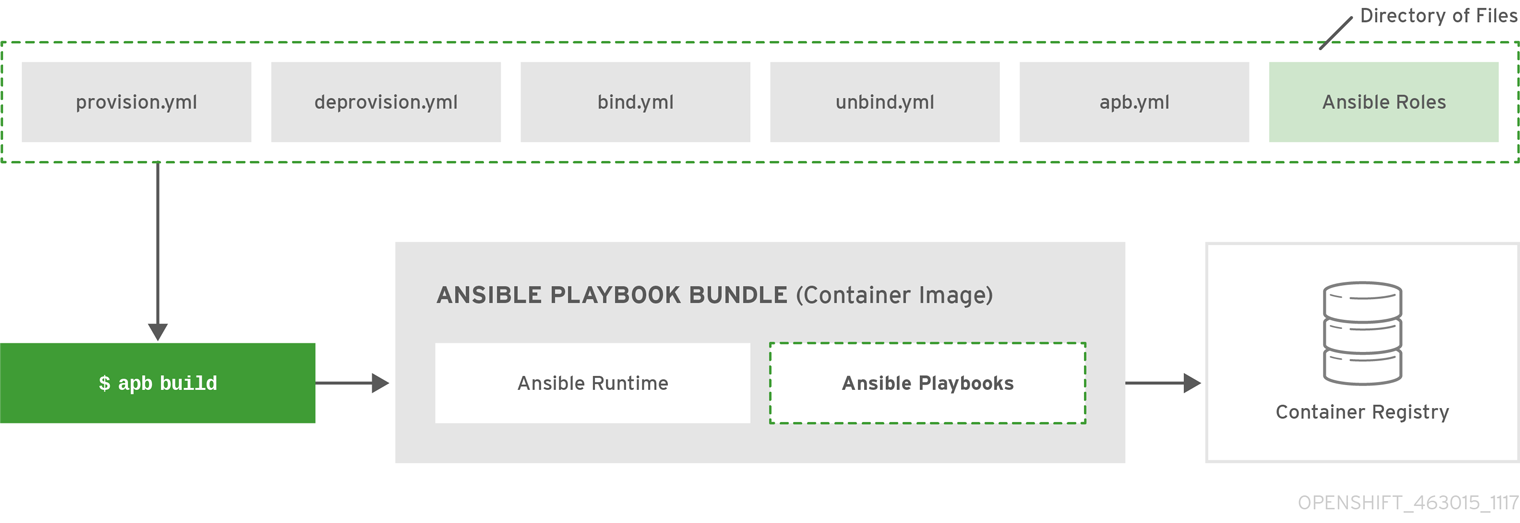 Directory of Files
provision.yml
deprovision.yml
bind.yml
unbind.yml
apb.yml
Ansible Roles
ANSIBLE PLAYBOOK BUNDLE (Container Image)
$ apb build
Ansible Runtime
Ansible Playbooks
Container Registry
OPENSHIFT_463015_1117